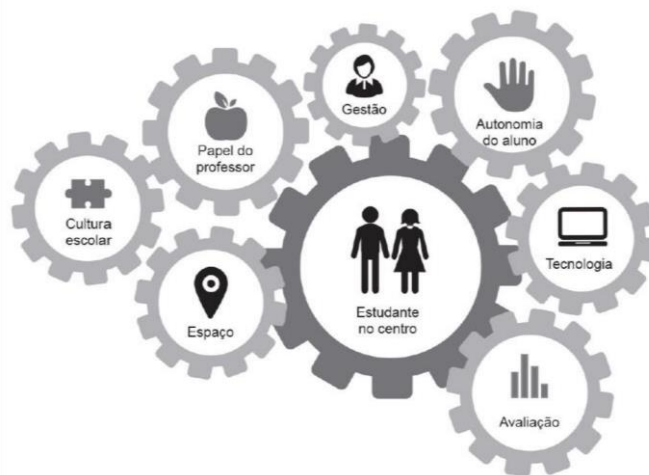 Gestão
Autonomia
do aluno
Papel do
professor
Cultura
escolar
Tecnologia
Espaço
Estudante
no centro
Avaliação